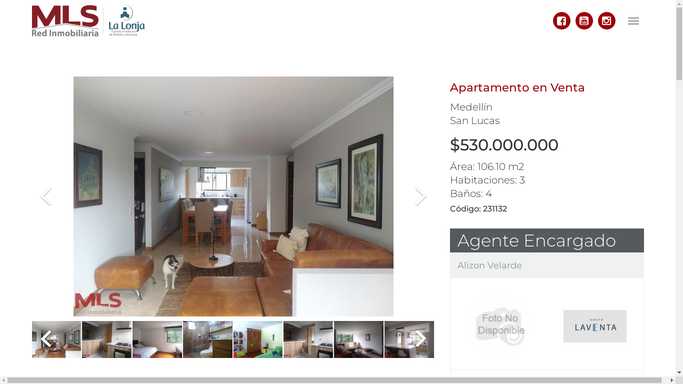 MLS
Red Inmobiliaria
La Lonja
Apartamento en Venta
Medellín
San Lucas
$530.000.000
Área: 106.10 m2
Habitaciones: 3
Baños: 4
Código: 231132
Agente Encargado
Alizon Velarde
MLS
Inmobiliaria
Foto No
Disponible
LAVENTA